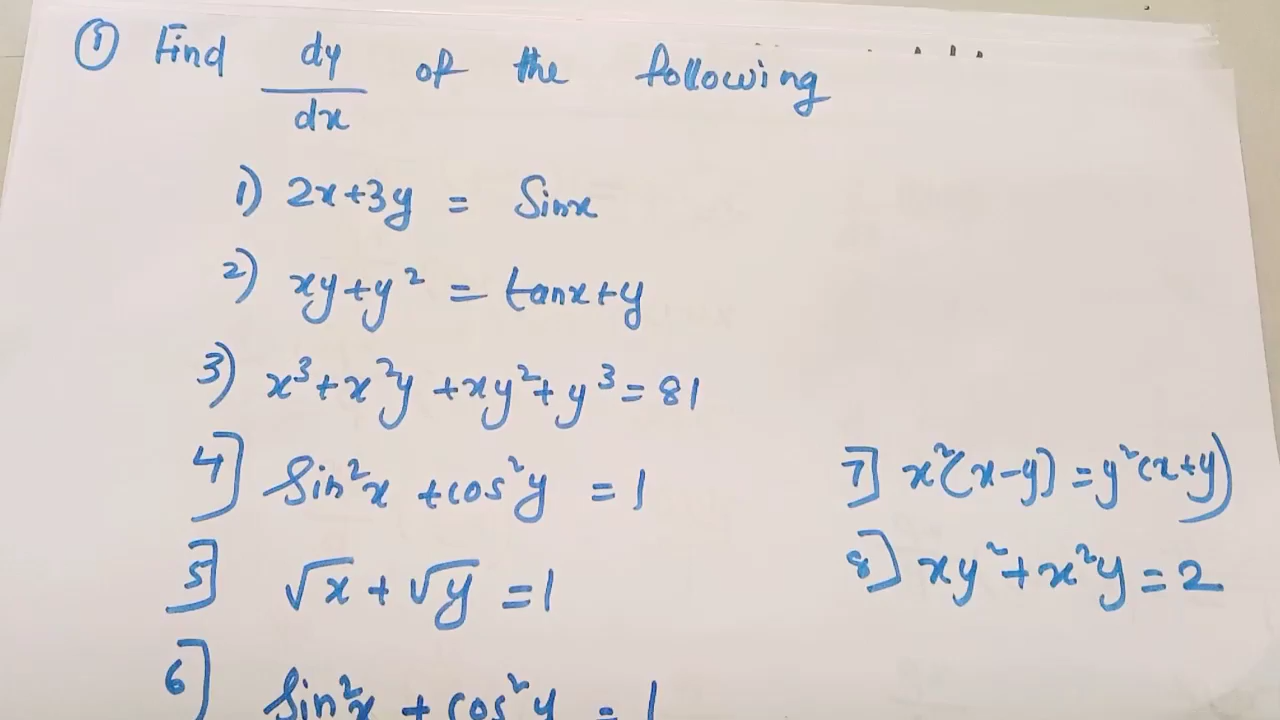 ① Find dy/dx of the following
1) 2x+3y = Sinx
2) xy+y² = tanx+y
3) x³+x²y+xy²+y³=81
4] Sin²x+cos²y = 1
5] √x+√y=1
6] Sin²x + cos²y = 1
7] x²(x-y)=y²(x+y)
8] xy²+x²y=2